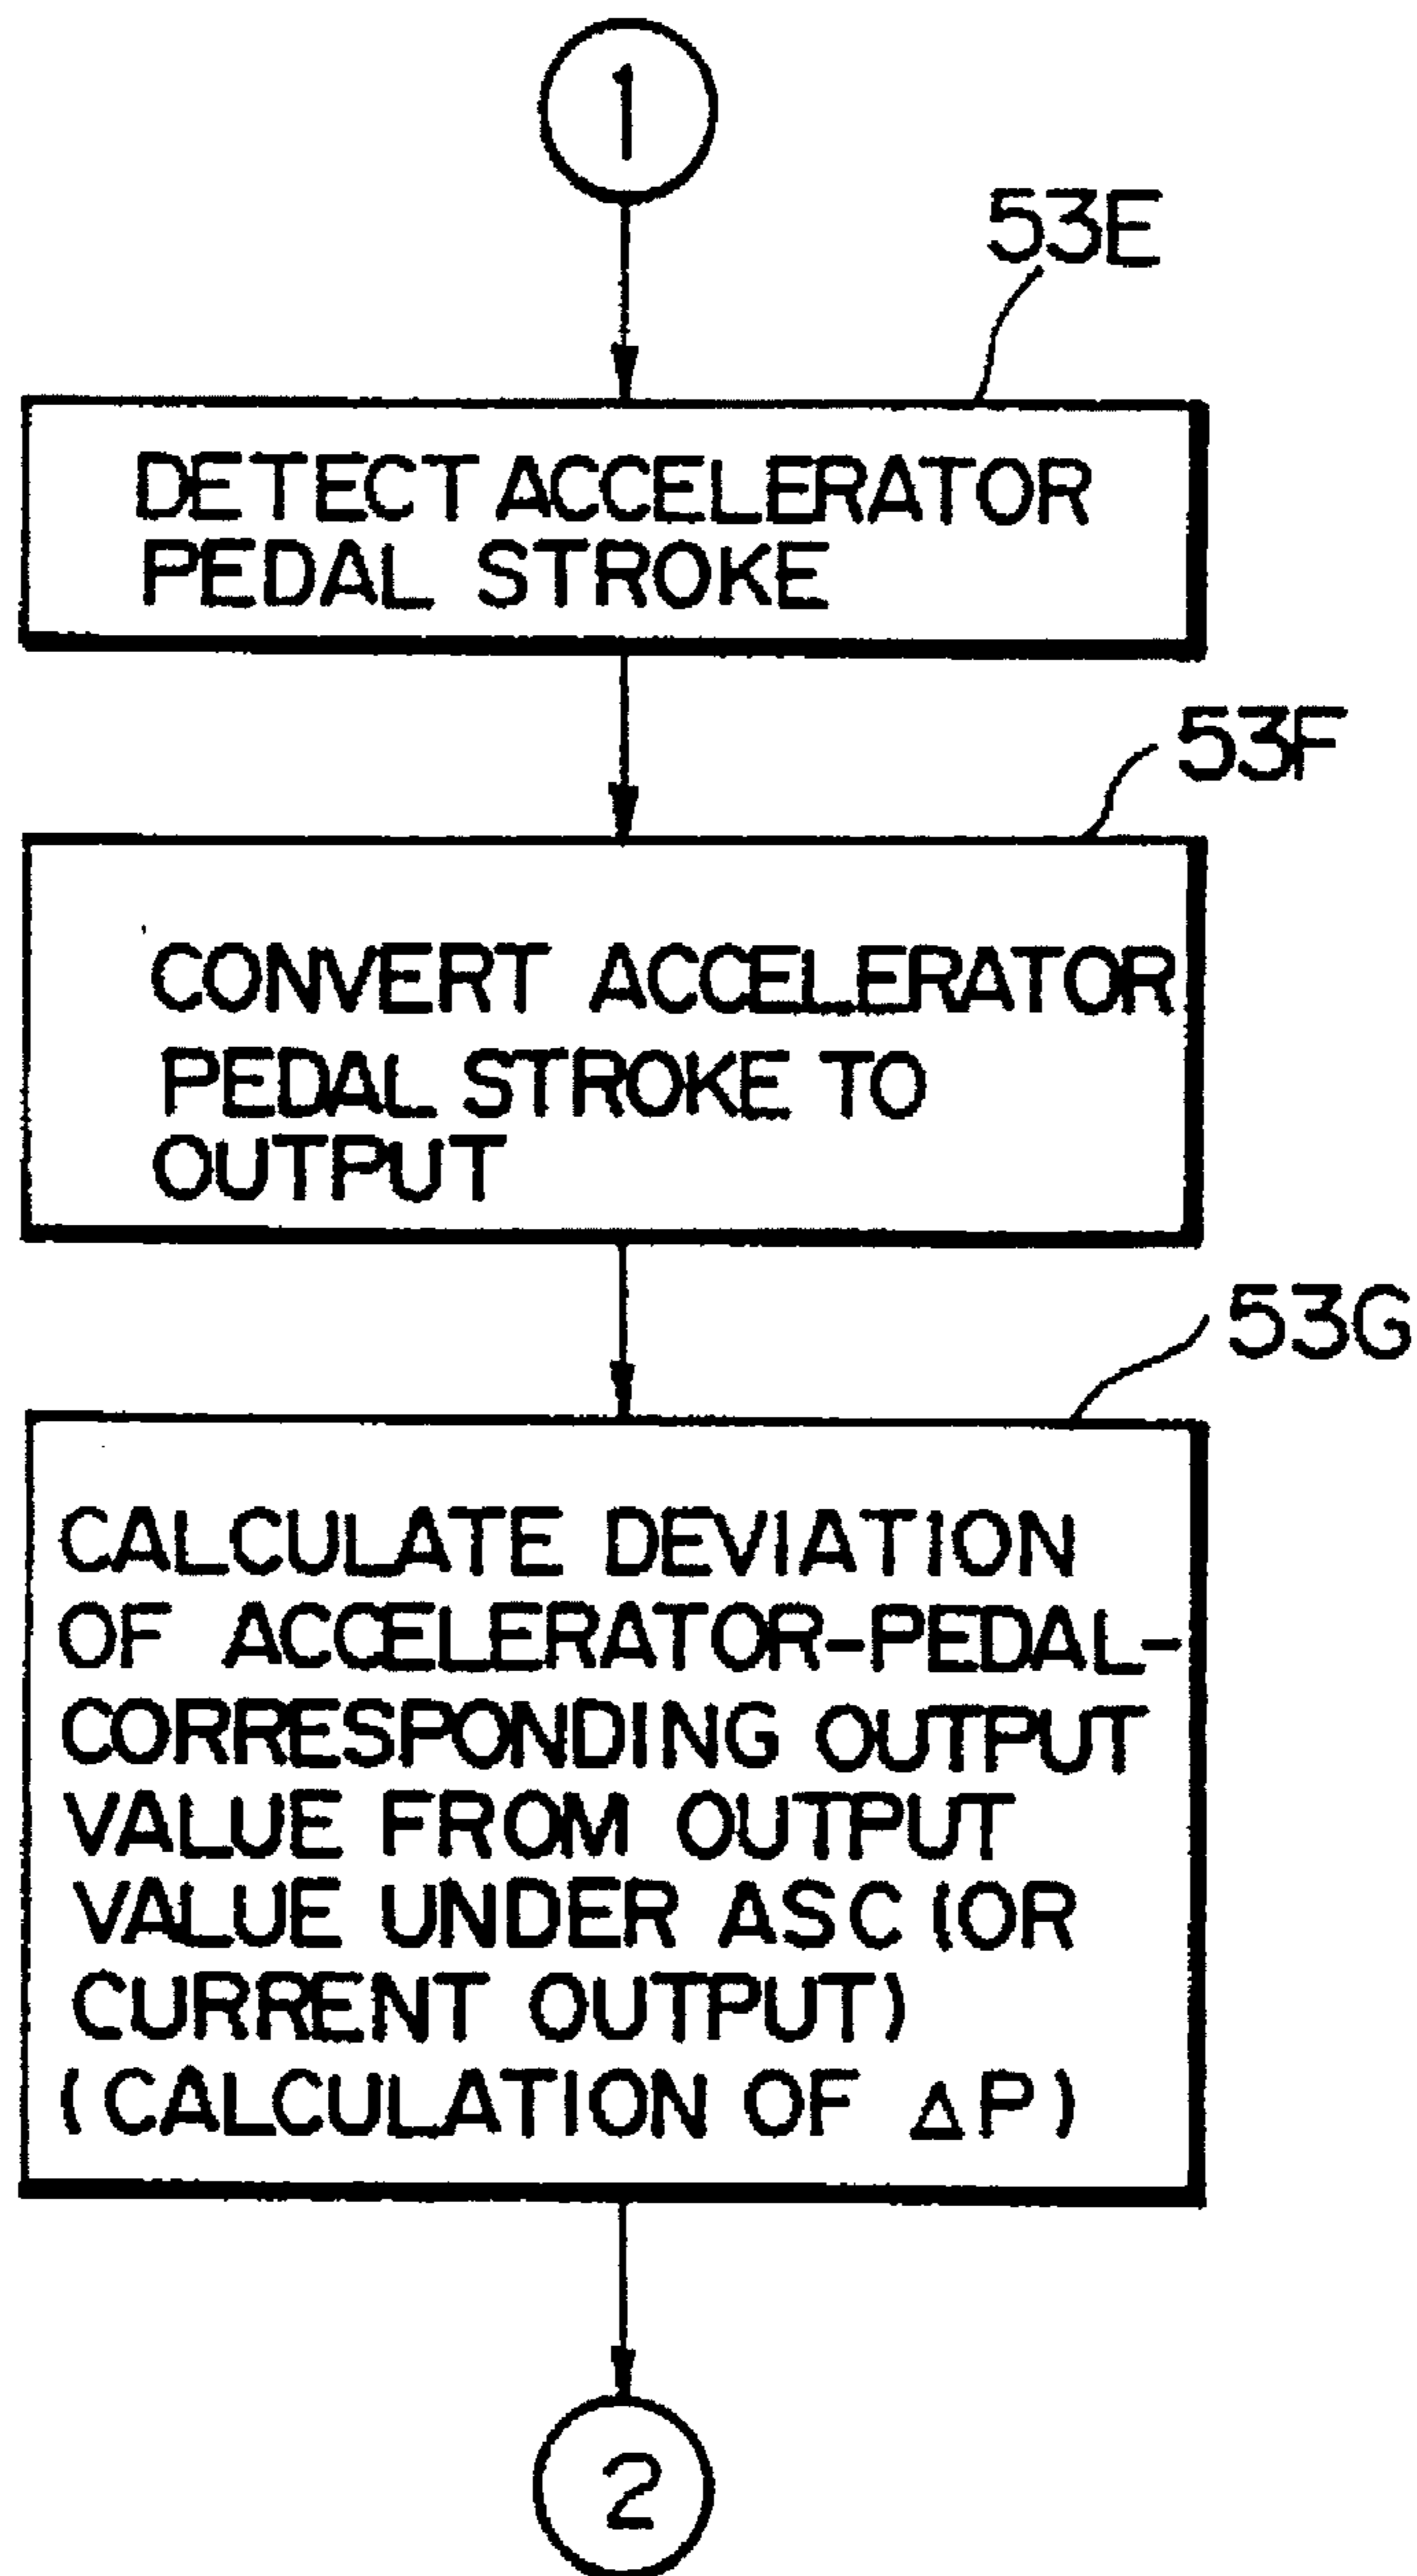 1
53E
DETECT ACCELERATOR
PEDAL STROKE
53F
CONVERT ACCELERATOR
PEDAL STROKE TO
OUTPUT
53G
CALCULATE DEVIATION
OF ACCELERATOR-PEDAL-
CORRESPONDING OUTPUT
VALUE FROM OUTPUT
VALUE UNDER ASC (OR
CURRENT OUTPUT)
(CALCULATION OF ΔP)
2